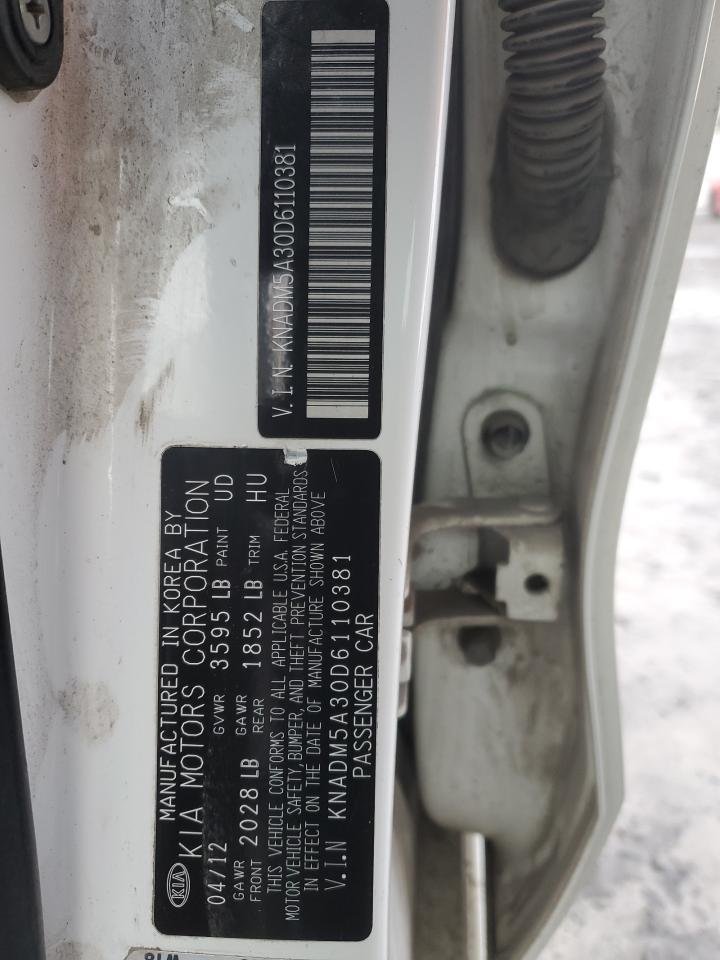 KIA
MANUFACTURED IN KOREA BY
KIA MOTORS CORPORATION
04/12 GVWR 3595 LB PAINT UD
GAWR FRONT 2028 LB GAWR REAR 1852 LB TRIM HU
THIS VEHICLE CONFORMS TO ALL APPLICABLE U.S.A. FEDERAL
MOTOR VEHICLE SAFETY, BUMPER, AND THEFT PREVENTION STANDARDS
IN EFFECT ON THE DATE OF MANUFACTURE SHOWN ABOVE
V.I.N KNADM5A30D6110381
PASSENGER CAR
V.I.N. KNADM5A30D6110381